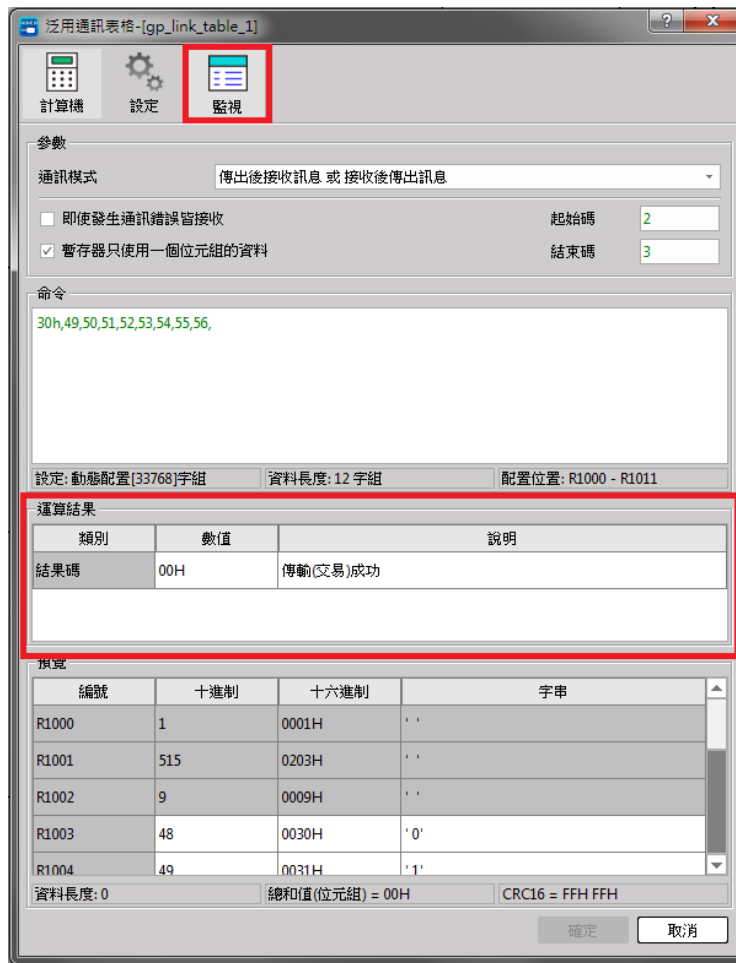 泛用通訊表格-[gp_link_table_1]
計算機 設定 監視
參數
通訊模式 傳出後接收訊息 或 接收後傳出訊息
即使發生通訊錯誤皆接收 起始碼 2
暫存器只使用一個位元組的資料 結束碼 3
命令
30h,49,50,51,52,53,54,55,56,
設定: 動態配置[33768]字組 資料長度: 12 字組 配置位置: R1000 - R1011
運算結果
類別 數值 說明
結果碼 00H 傳輸(交易)成功
預覽
編號 十進制 十六進制 字串
R1000 1 0001H ' '
R1001 515 0203H ' '
R1002 9 0009H ' '
R1003 48 0030H ' 0'
R1004 49 0031H ' 1'
資料長度: 0 總和值(位元組) = 00H CRC16 = FFH FFH
確定 取消